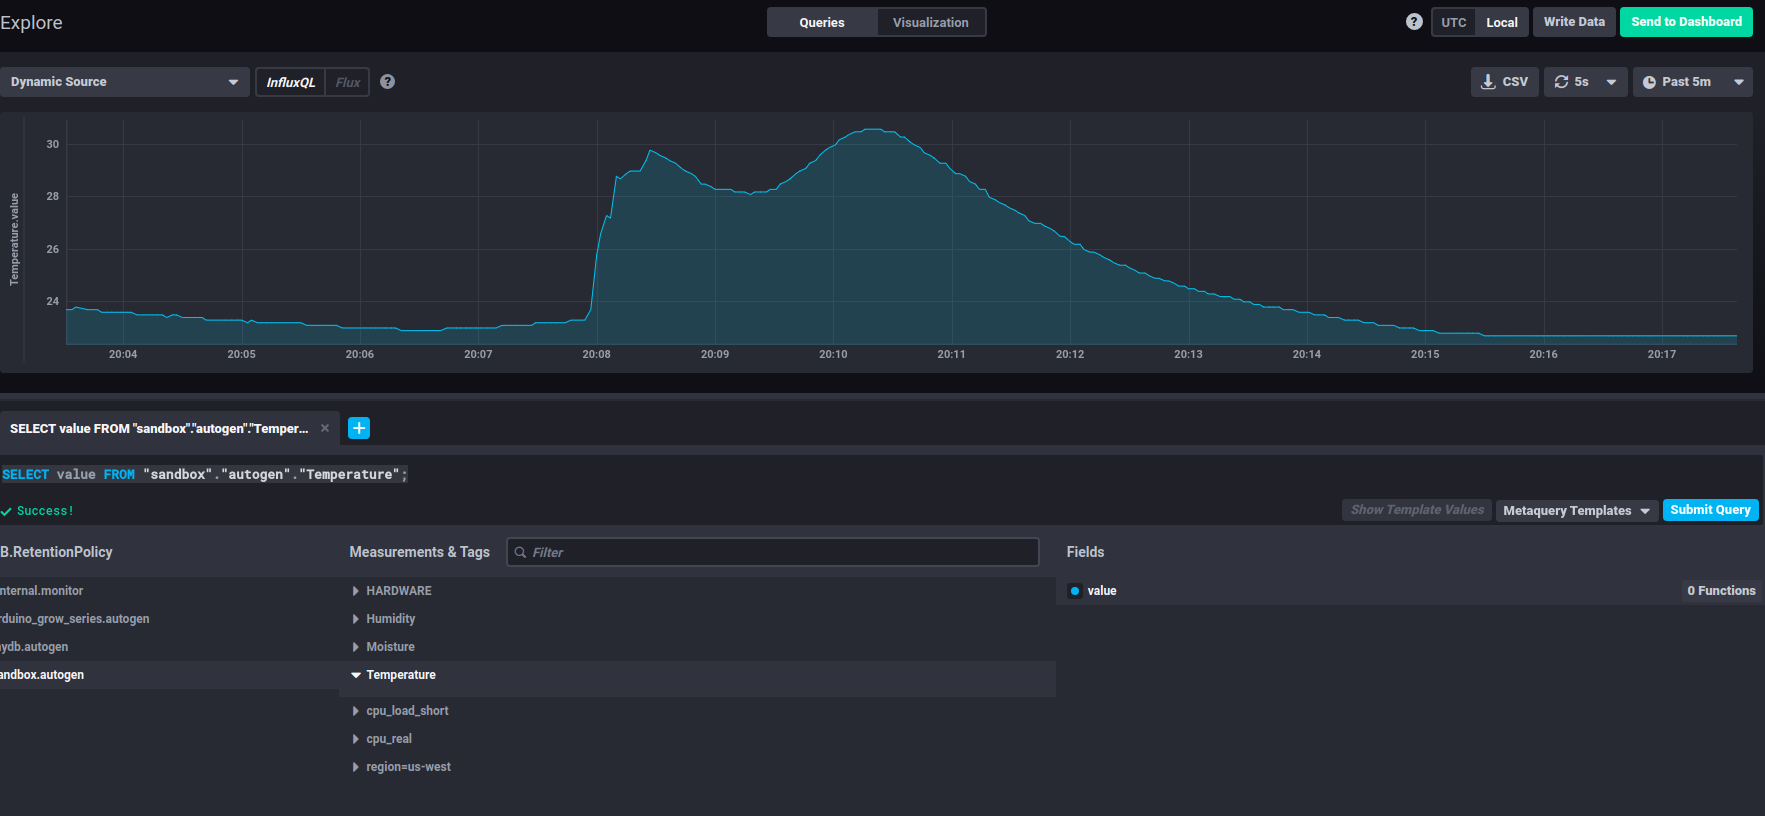 Explore
Queries
Visualization
?
UTC
Local
Write Data
Send to Dashboard
Dynamic Source
InfluxQL
Flux
?
CSV
5s
Past 5m
Temperature.value
30
28
26
24
20:04
20:05
20:06
20:07
20:08
20:09
20:10
20:11
20:12
20:13
20:14
20:15
20:16
20:17
SELECT value FROM "sandbox"."autogen"."Temper...
SELECT value FROM "sandbox"."autogen"."Temperature";
Success!
Show Template Values
Metaquery Templates
Submit Query
B.RetentionPolicy
nternal.monitor
rduino_grow_series.autogen
ydb.autogen
andbox.autogen
Measurements & Tags
Filter
HARDWARE
Humidity
Moisture
Temperature
cpu_load_short
cpu_real
region=us-west
Fields
value
0 Functions